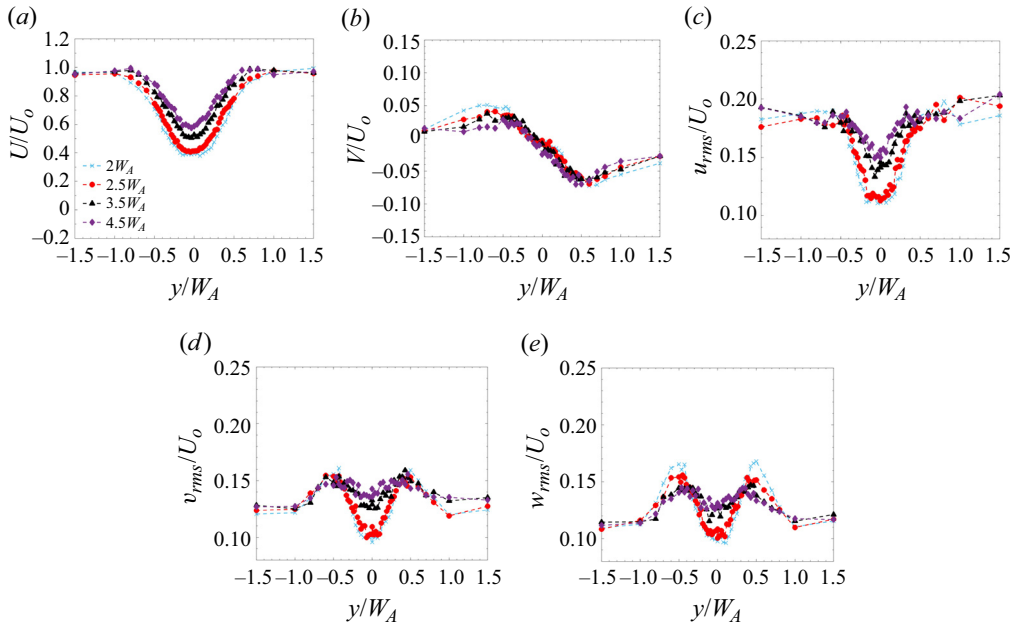 (a)
(b)
(c)
1.2
1.0
0.8
0.6
0.4
0.2
0
−0.2
U/U_o
2W_A
2.5W_A
3.5W_A
4.5W_A
−1.5 −1.0 −0.5 0 0.5 1.0 1.5
y/W_A
0.15
0.10
0.05
0
−0.05
−0.10
−0.15
V/U_o
−1.5 −1.0 −0.5 0 0.5 1.0 1.5
y/W_A
0.25
0.20
0.15
0.10
u_rms/U_o
−1.5 −1.0 −0.5 0 0.5 1.0 1.5
y/W_A
(d)
(e)
0.25
0.20
0.15
0.10
v_rms/U_o
−1.5 −1.0 −0.5 0 0.5 1.0 1.5
y/W_A
0.25
0.20
0.15
0.10
w_rms/U_o
−1.5 −1.0 −0.5 0 0.5 1.0 1.5
y/W_A